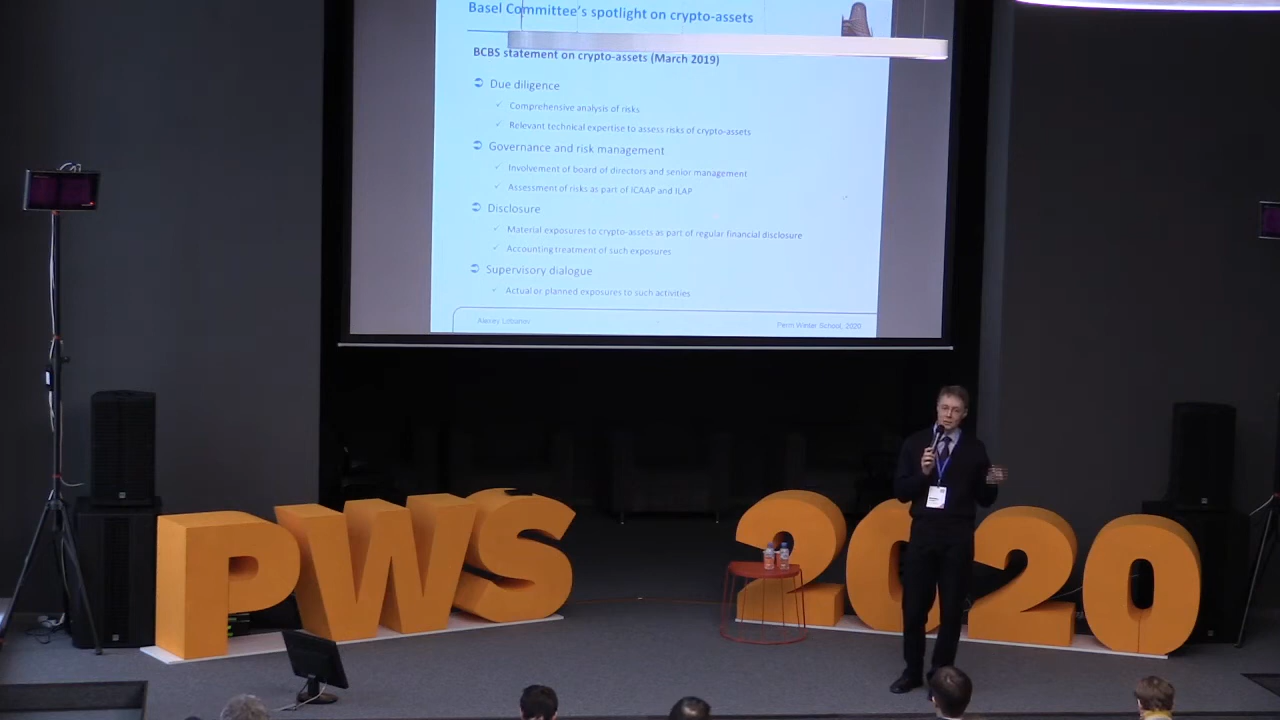 Basel Committee's spotlight on crypto-assets
BCBS statement on crypto-assets (March 2019)
Due diligence
Comprehensive analysis of risks
Relevant technical expertise to assess risks of crypto-assets
Governance and risk management
Involvement of board of directors and senior management
Assessment of risks as part of ICAAP and ILAP
Disclosure
Material exposures to crypto-assets as part of regular financial disclosure
Accounting treatment of such exposures
Supervisory dialogue
Actual or planned exposures to such activities
Perm Winter School, 2020
PWS 2020